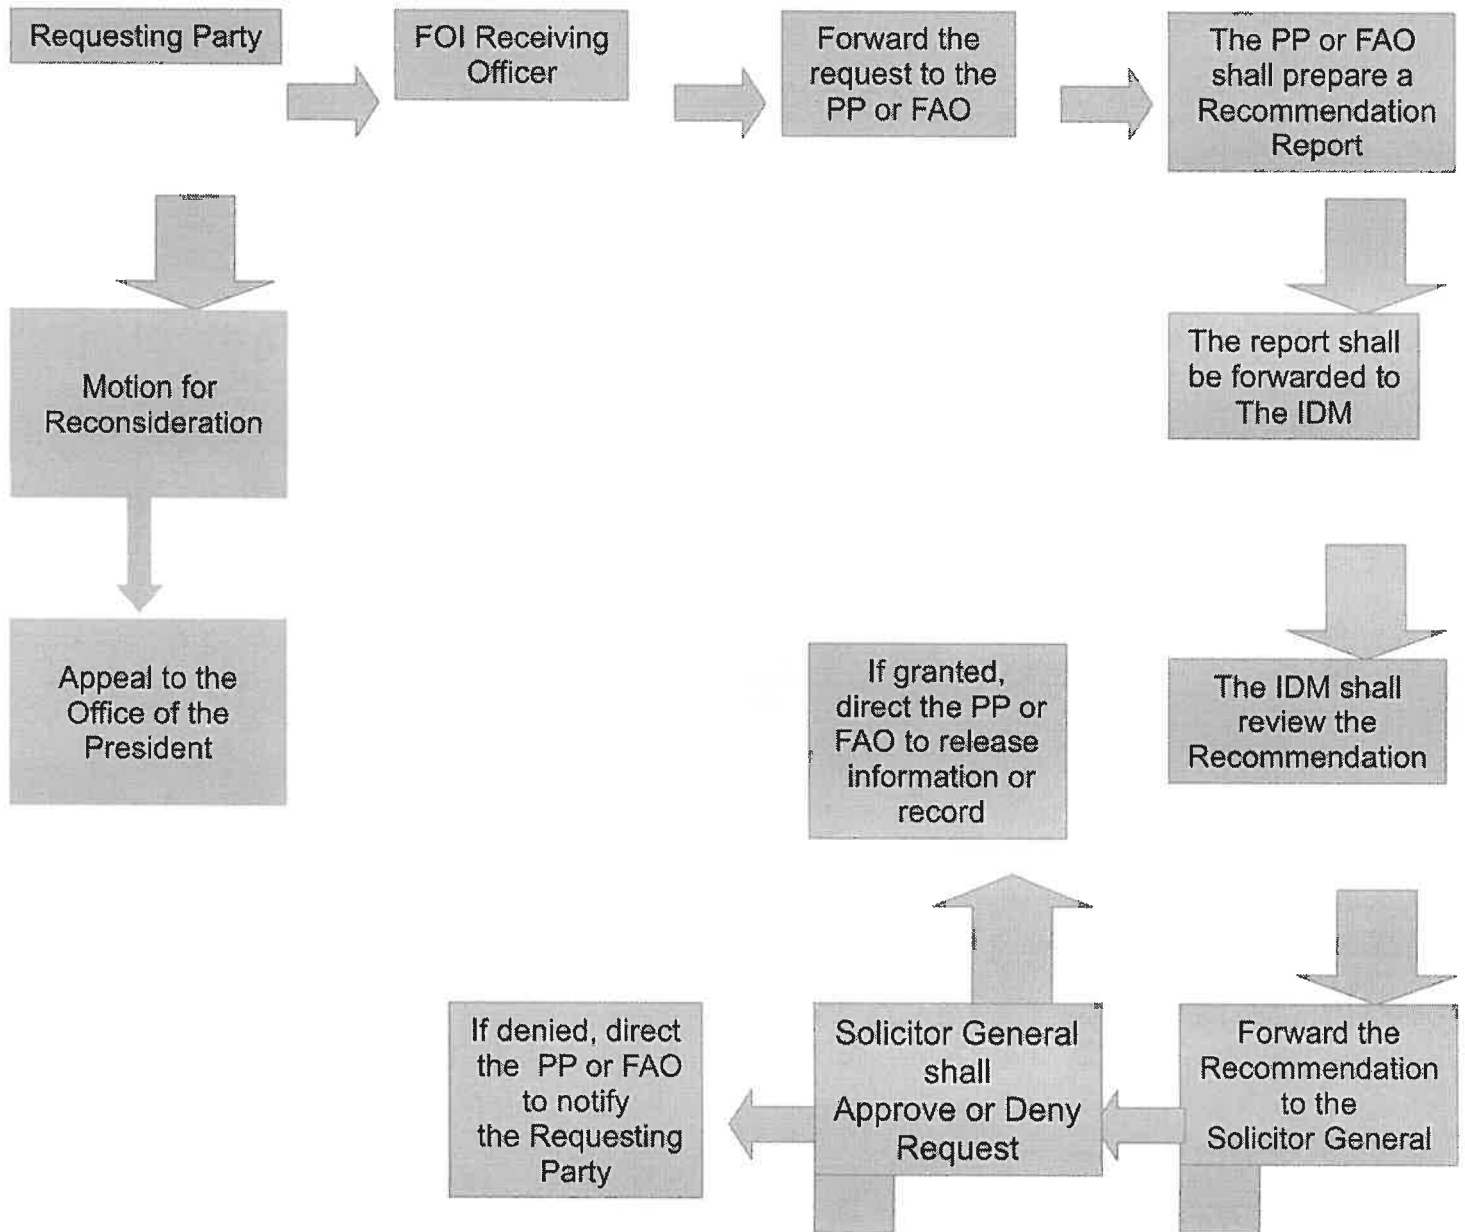 Requesting Party
FOI Receiving
Officer
Forward the
request to the
PP or FAO
The PP or FAO
shall prepare a
Recommendation
Report
Motion for
Reconsideration
The report shall
be forwarded to
The IDM
Appeal to the
Office of the
President
If granted,
direct the PP or
FAO to release
information or
record
The IDM shall
review the
Recommendation
If denied, direct
the PP or FAO
to notify
the Requesting
Party
Solicitor General
shall
Approve or Deny
Request
Forward the
Recommendation
to the
Solicitor General